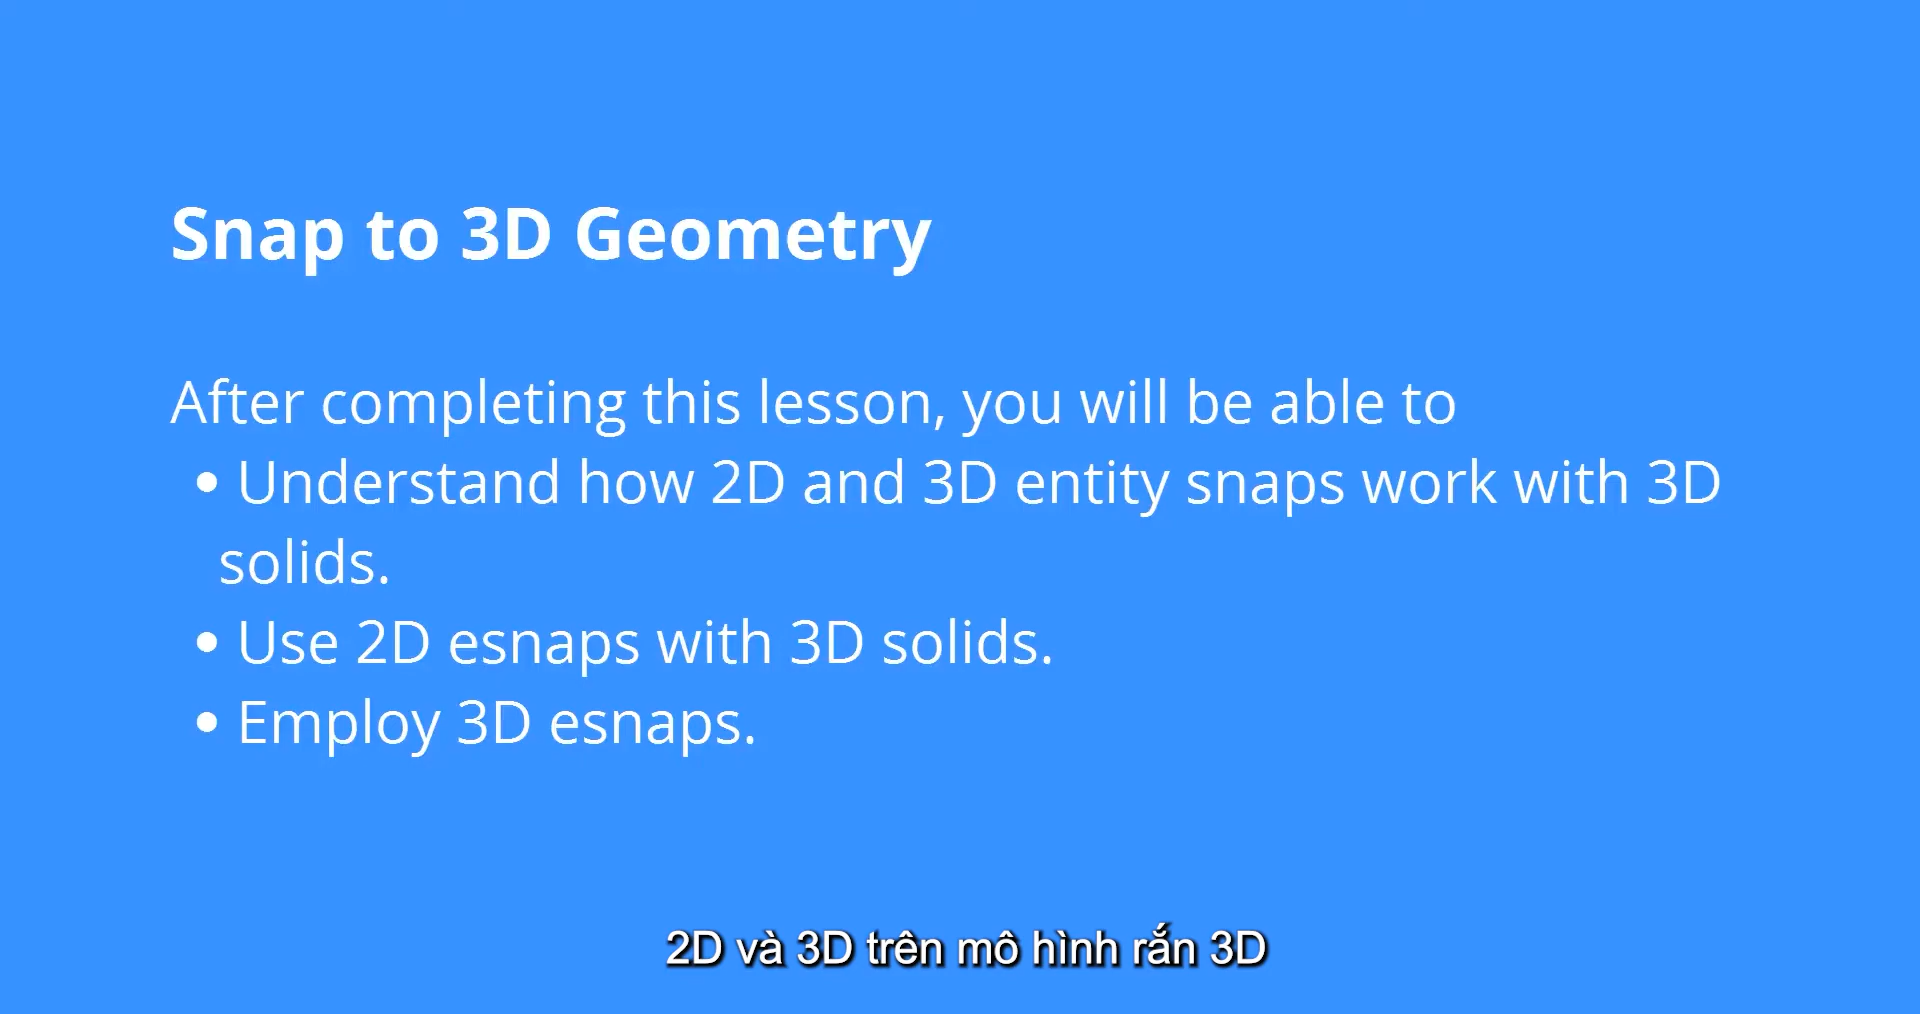 Snap to 3D Geometry
After completing this lesson, you will be able to
• Understand how 2D and 3D entity snaps work with 3D
solids.
• Use 2D esnaps with 3D solids.
• Employ 3D esnaps.
2D và 3D trên mô hình rắn 3D